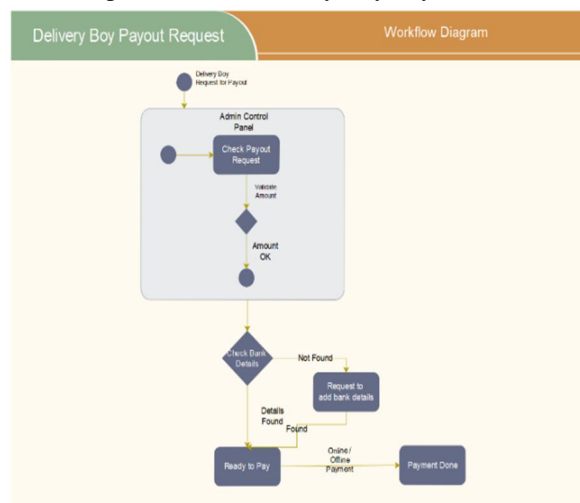 Delivery Boy Payout Request
Workflow Diagram
Delivery Boy
Request for Payout
Admin Control
Panel
Check Payout
Request
Validate
Amount
Amount
OK
Check Bank
Details
Not Found
Request to
add bank details
Details
Found
Found
Ready to Pay
Online /
Offline
Payment
Payment Done